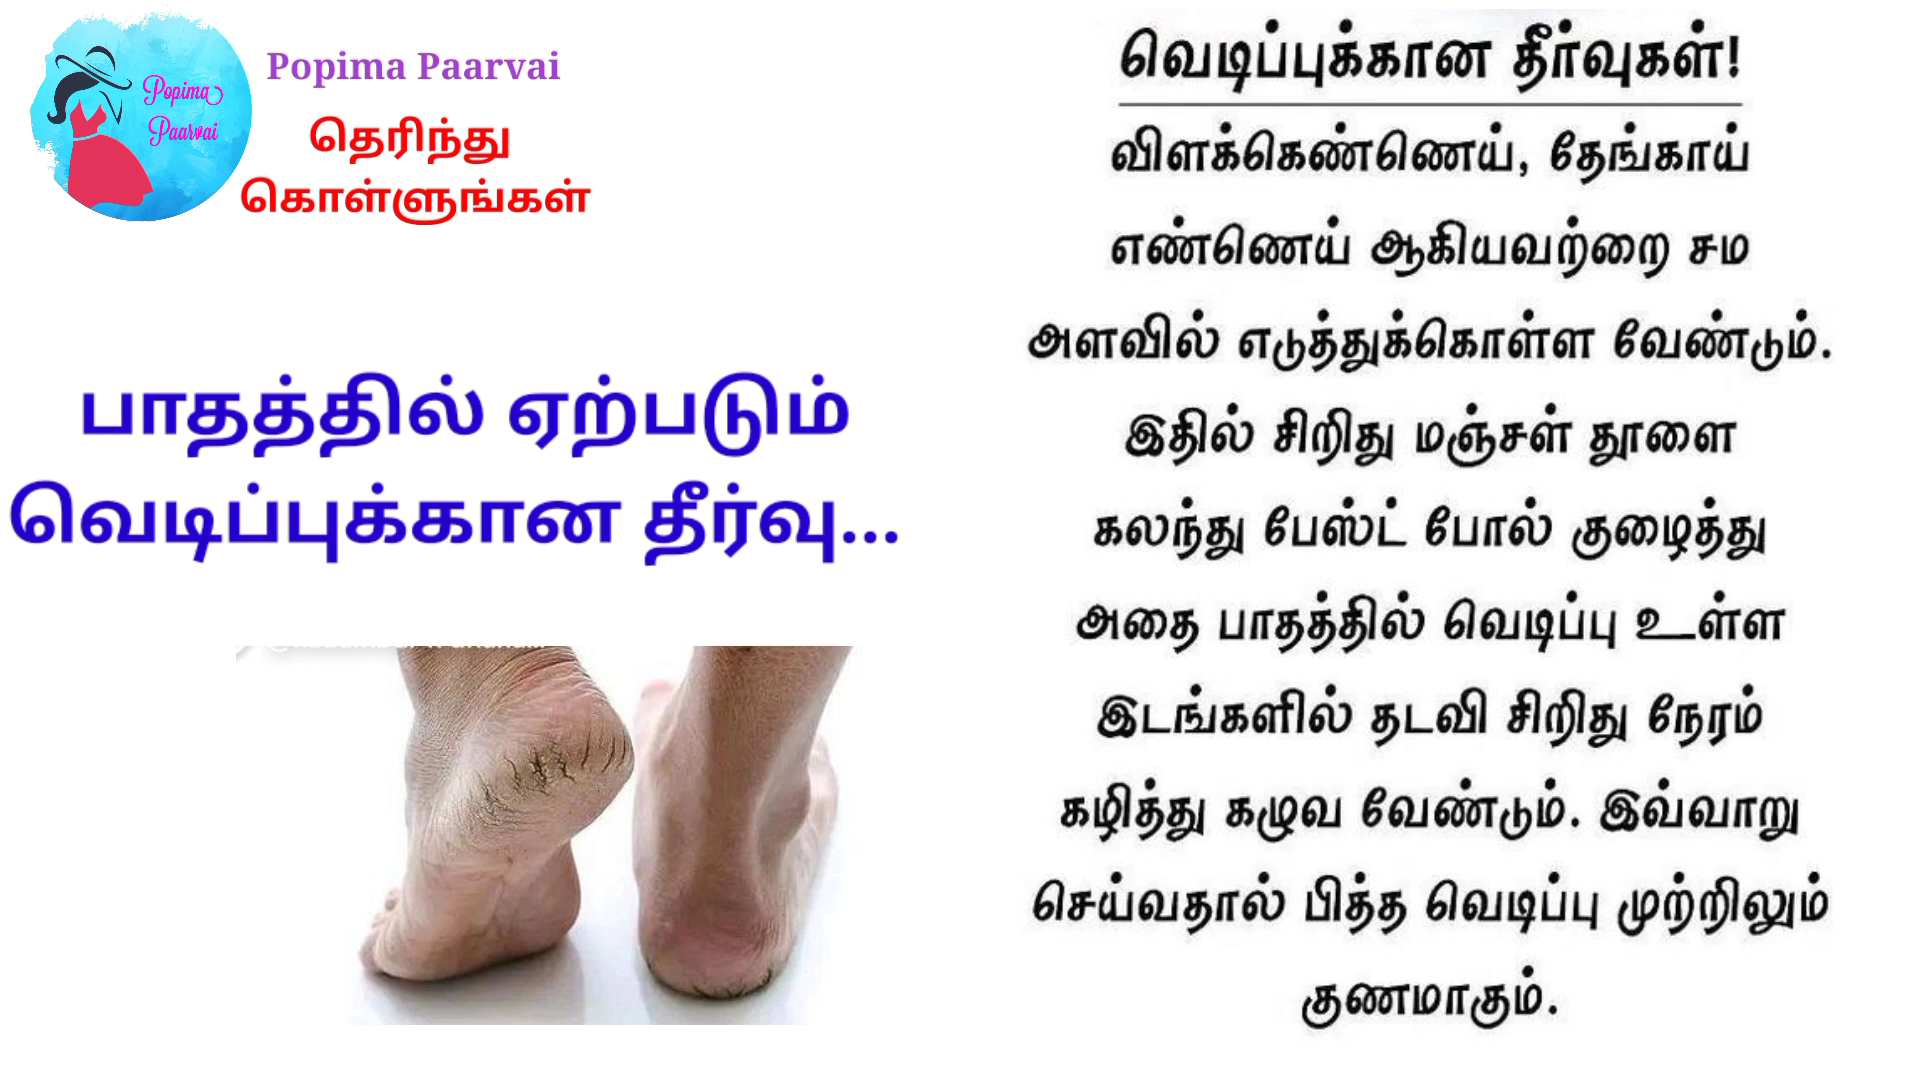 Popima
Paarvai
Popima Paarvai
தெரிந்து
கொள்ளுங்கள்
பாதத்தில் ஏற்படும்
வெடிப்புக்கான தீர்வு...
வெடிப்புக்கான தீர்வுகள்!
விளக்கெண்ணெய், தேங்காய்
எண்ணெய் ஆகியவற்றை சம
அளவில் எடுத்துக்கொள்ள வேண்டும்.
இதில் சிறிது மஞ்சள் தூளை
கலந்து பேஸ்ட் போல் குழைத்து
அதை பாதத்தில் வெடிப்பு உள்ள
இடங்களில் தடவி சிறிது நேரம்
கழித்து கழுவ வேண்டும். இவ்வாறு
செய்வதால் பித்த வெடிப்பு முற்றிலும்
குணமாகும்.